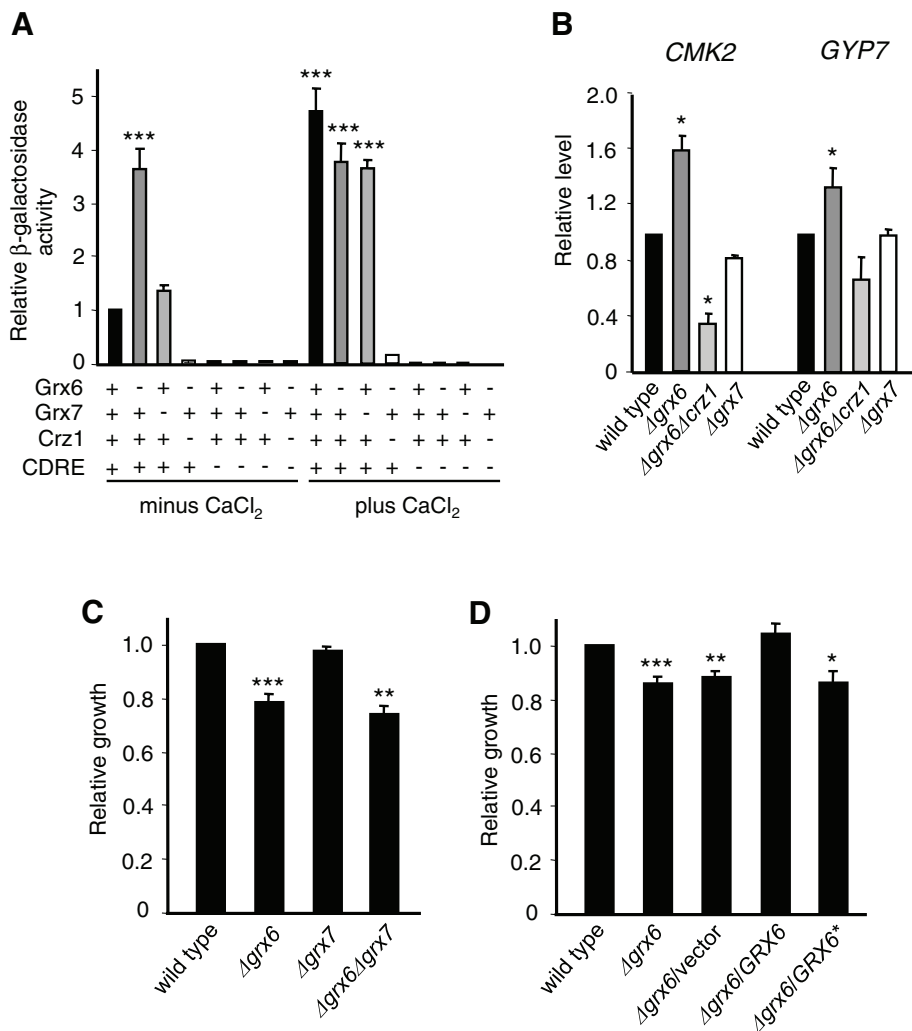 A
Relative β-galactosidase
activity
5
4
3
2
1
0
***
***
***
***
Grx6 + - + + + - + + + - + + + - + +
Grx7 + + - + + + - + + + - + + + - +
Crz1 + + + - + + + - + + + - + + + -
CDRE + + + + - - - - + + + + - - - -
minus CaCl₂ plus CaCl₂
B
CMK2 GYP7
Relative level
2.0
1.6
1.2
0.8
0.4
0
*
*
*
wild type
Δgrx6
Δgrx6Δcrz1
Δgrx7
wild type
Δgrx6
Δgrx6Δcrz1
Δgrx7
C
Relative growth
1.0
0.8
0.6
0.4
0.2
0
***
**
wild type
Δgrx6
Δgrx7
Δgrx6Δgrx7
D
Relative growth
1.0
0.8
0.6
0.4
0.2
0
***
**
*
wild type
Δgrx6
Δgrx6/vector
Δgrx6/GRX6
Δgrx6/GRX6*